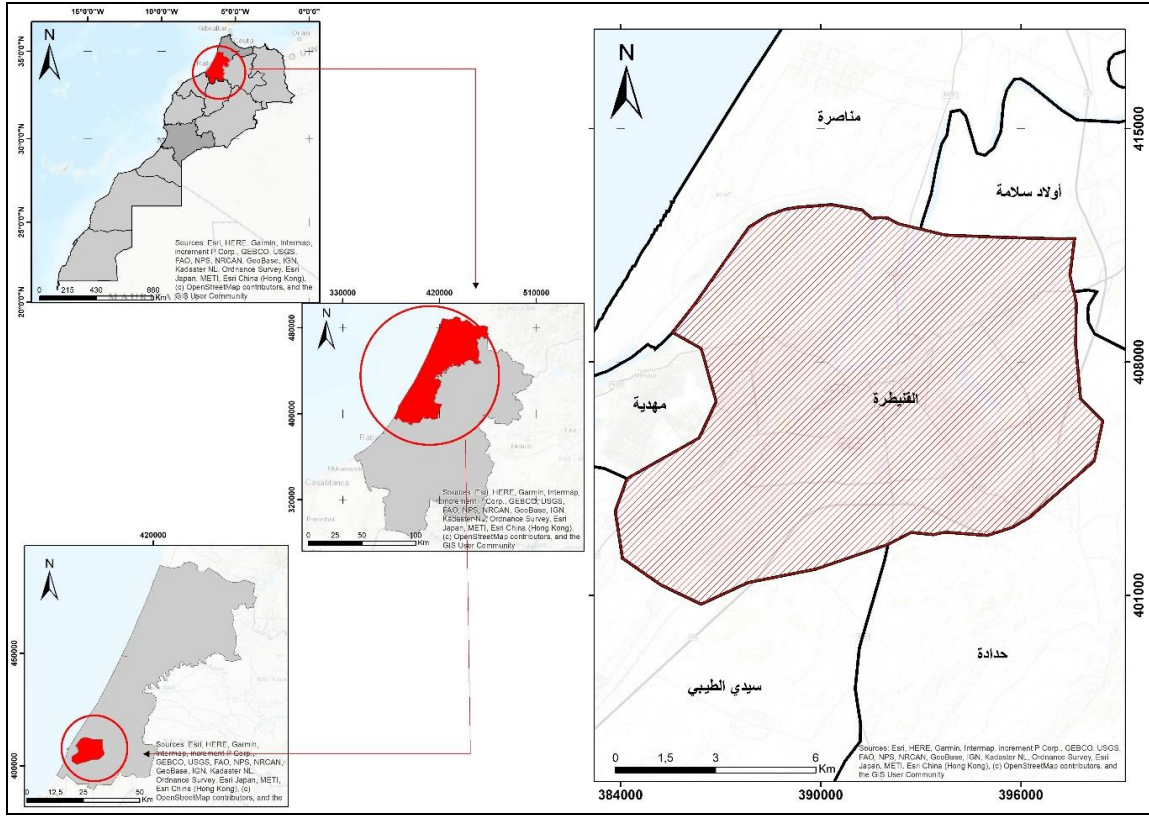 15°0'0"W 10°0'0"W 5°0'0"W 0°0'0"
Gibraltar
Ceuta
Oran
N
35°0'0"N
30°0'0"N
25°0'0"N
20°0'0"N
Sources: Esri, HERE, Garmin, Intermap,
increment P Corp., GEBCO, USGS,
FAO, NPS, NRCAN, GeoBase, IGN,
Kadaster NL, Ordnance Survey, Esri
Japan, METI, Esri China (Hong Kong),
(c) OpenStreetMap contributors, and the
GIS User Community
0 215 430 860
Km
330000 420000 510000
N
480000
400000
320000
Casablanca
Sources: Esri, HERE, Garmin, Intermap,
increment P Corp., GEBCO, USGS,
FAO, NPS, NRCAN, GeoBase, IGN,
Kadaster NL, Ordnance Survey, Esri
Japan, METI, Esri China (Hong Kong),
(c) OpenStreetMap contributors, and the
GIS User Community
0 25 50 100
Km
420000
N
450000
400000
Sources: Esri, HERE, Garmin,
Intermap, increment P Corp.,
GEBCO, USGS, FAO, NPS, NRCAN,
GeoBase, IGN, Kadaster NL,
Ordnance Survey, Esri Japan, METI,
Esri China (Hong Kong), (c)
OpenStreetMap contributors, and the
0 12,5 25 50
Km
N
مناصرة
أولاد سلامة
القنيطرة
مهدية
سيدي الطيبي
حدادة
415000
408000
401000
0 1,5 3 6
Km
Sources: Esri, HERE, Garmin, Intermap, increment P Corp., GEBCO, USGS,
FAO, NPS, NRCAN, GeoBase, IGN, Kadaster NL, Ordnance Survey, Esri
Japan, METI, Esri China (Hong Kong), (c) OpenStreetMap contributors, and
the GIS User Community
384000 390000 396000